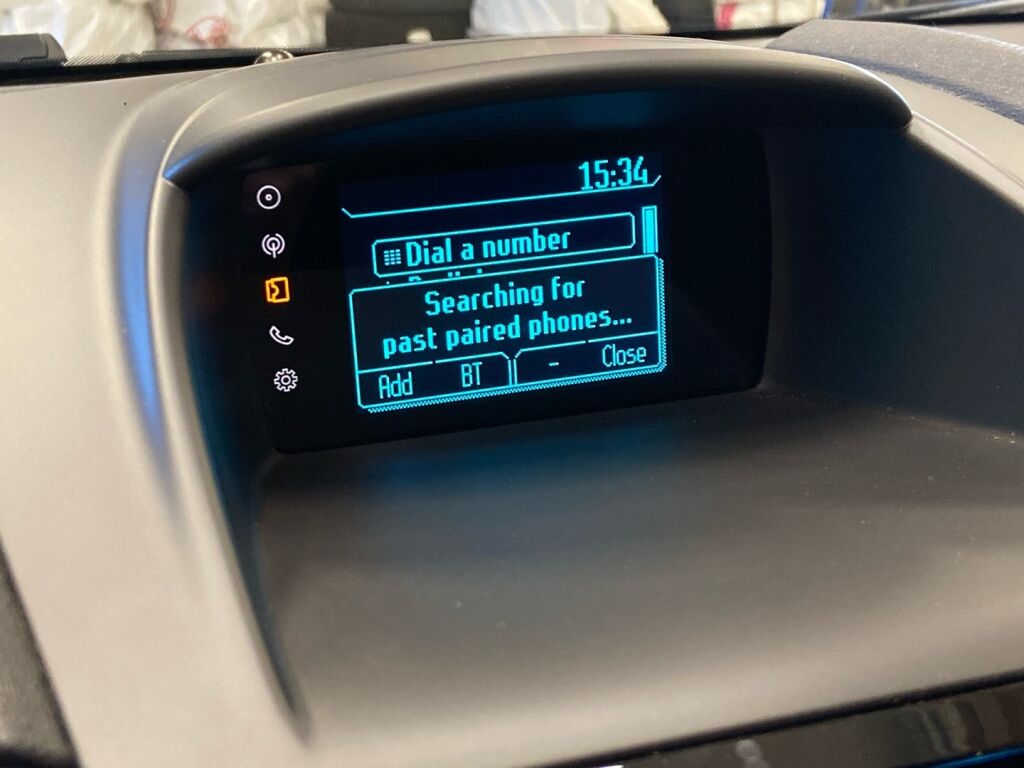 15:34
Dial a number
Searching for
past paired phones...
Add BT - Close